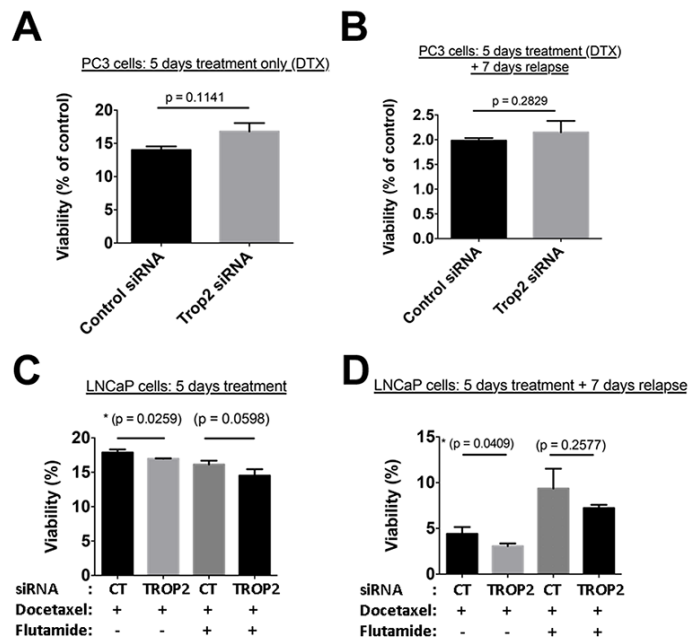 A
PC3 cells: 5 days treatment only (DTX)
p = 0.1141
Viability (% of control)
20
15
10
5
0
Control siRNA
Trop2 siRNA
B
PC3 cells: 5 days treatment (DTX)
+ 7 days relapse
p = 0.2829
Viability (% of control)
2.5
2.0
1.5
1.0
0.5
0.0
Control siRNA
Trop2 siRNA
C
LNCaP cells: 5 days treatment
* (p = 0.0259) (p = 0.0598)
Viability (%)
20
15
10
5
0
siRNA : CT TROP2 CT TROP2
Docetaxel: + + + +
Flutamide: - - + +
D
LNCaP cells: 5 days treatment + 7 days relapse
* (p = 0.0409) (p = 0.2577)
Viability (%)
15
10
5
0
siRNA : CT TROP2 CT TROP2
Docetaxel: + + + +
Flutamide: - - + +